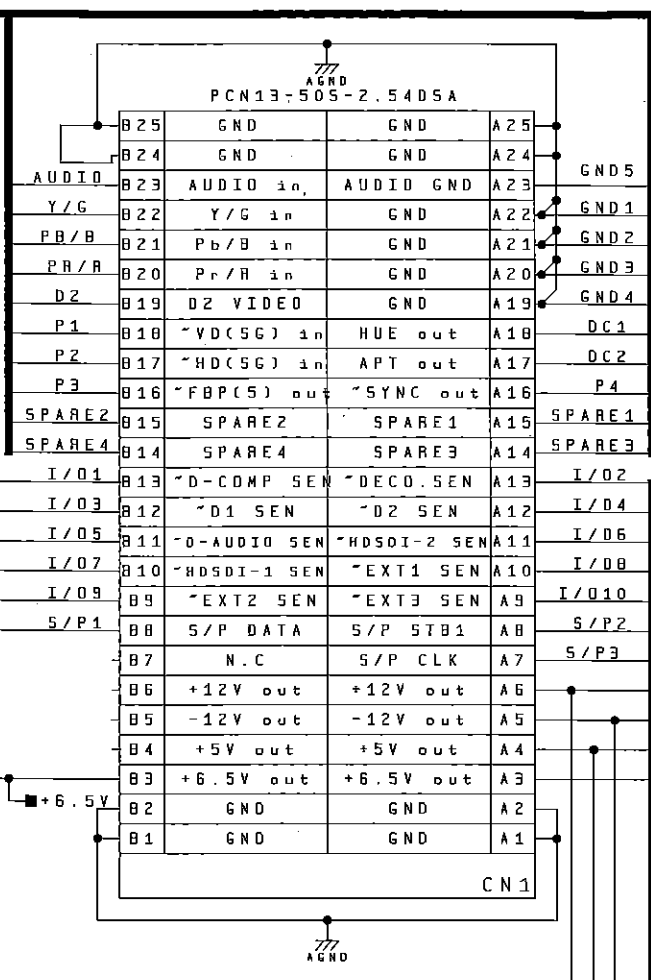 AGND
PCN13-50S-2.54DSA
B25 GND GND A25
B24 GND GND A24
AUDIO B23 AUDIO in AUDIO GND A23 GND5
Y/G B22 Y/G in GND A22 GND1
PB/B B21 Pb/B in GND A21 GND2
PR/R B20 Pr/R in GND A20 GND3
D2 B19 D2 VIDEO GND A19 GND4
P1 B18 ~VD(SG) in HUE out A18 DC1
P2 B17 ~HD(SG) in APT out A17 DC2
P3 B16 ~FBP(S) out ~SYNC out A16 P4
SPARE2 B15 SPARE2 SPARE1 A15 SPARE1
SPARE4 B14 SPARE4 SPARE3 A14 SPARE3
I/O1 B13 ~D-COMP SEN ~DECO.SEN A13 I/O2
I/O3 B12 ~D1 SEN ~D2 SEN A12 I/O4
I/O5 B11 ~D-AUDIO SEN ~HDSDI-2 SEN A11 I/O6
I/O7 B10 ~HDSDI-1 SEN ~EXT1 SEN A10 I/O8
I/O9 B9 ~EXT2 SEN ~EXT3 SEN A9 I/O10
S/P1 B8 S/P DATA S/P STB1 A8 S/P2
B7 N.C S/P CLK A7 S/P3
B6 +12V out +12V out A6
B5 -12V out -12V out A5
B4 +5V out +5V out A4
B3 +6.5V out +6.5V out A3
+6.5V B2 GND GND A2
B1 GND GND A1
CN1
AGND